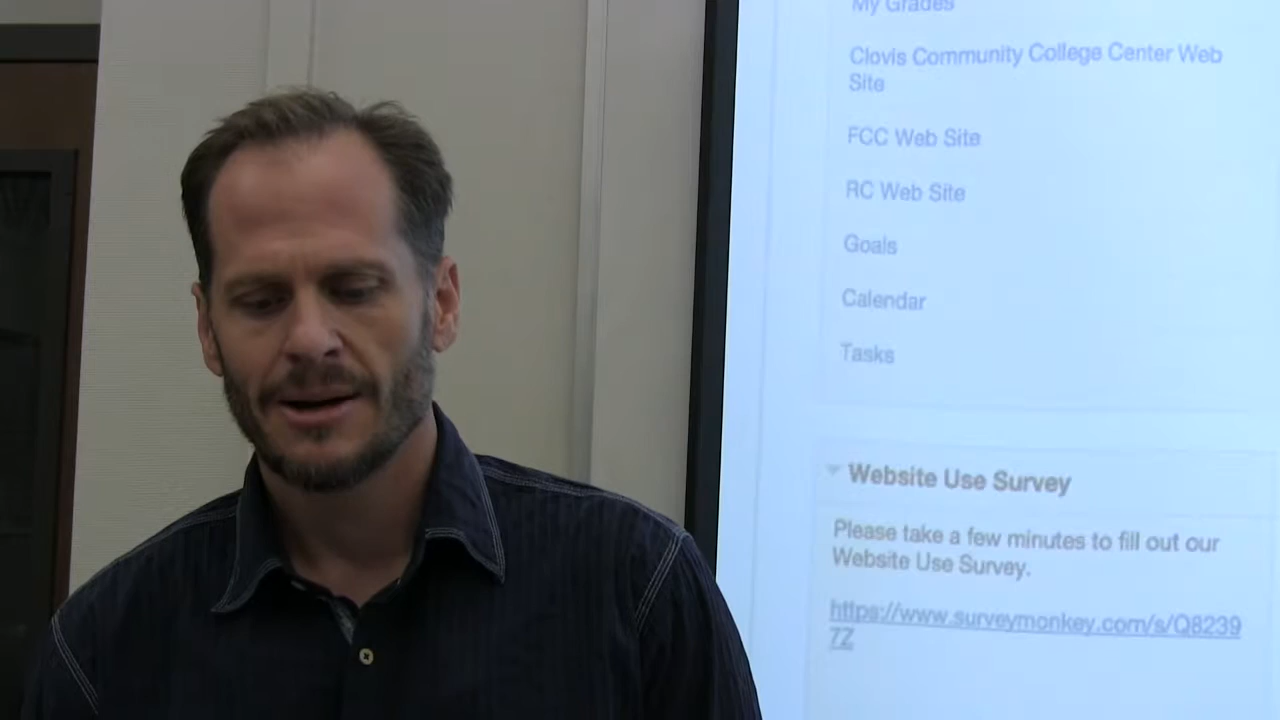 My Grades
Clovis Community College Center Web
Site
FCC Web Site
RC Web Site
Goals
Calendar
Tasks
Website Use Survey
Please take a few minutes to fill out our
Website Use Survey.
https://www.surveymonkey.com/s/Q8239
7Z